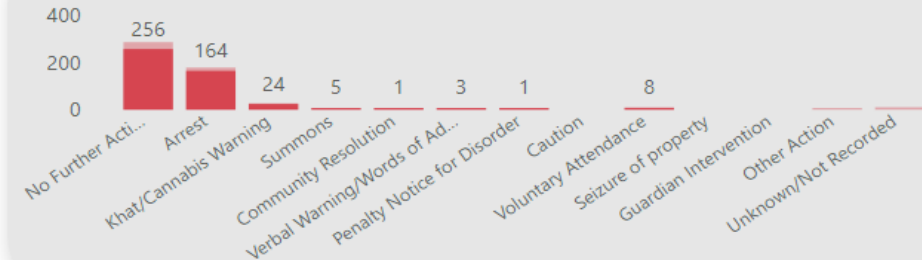 400
200
0
256
164
24
5
1
3
1
8
No Further Acti...
Arrest
Khat/Cannabis Warning
Summons
Community Resolution
Verbal Warning/Words of Ad...
Penalty Notice for Disorder
Caution
Voluntary Attendance
Seizure of property
Guardian Intervention
Other Action
Unknown/Not Recorded